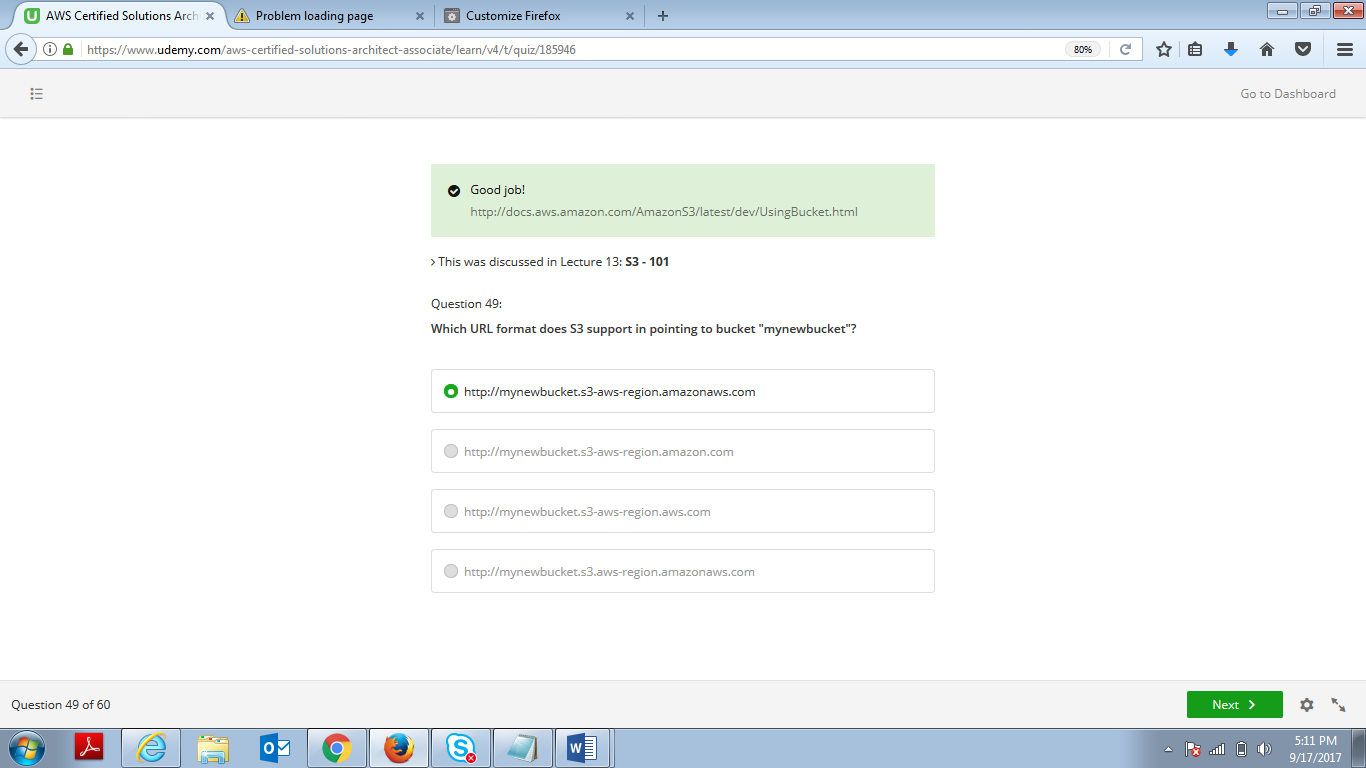 AWS Certified Solutions Arch
Problem loading page
Customize Firefox
https://www.udemy.com/aws-certified-solutions-architect-associate/learn/v4/t/quiz/185946
80%
Go to Dashboard
Good job!
http://docs.aws.amazon.com/AmazonS3/latest/dev/UsingBucket.html
This was discussed in Lecture 13: S3 - 101
Question 49:
Which URL format does S3 support in pointing to bucket "mynewbucket"?
http://mynewbucket.s3-aws-region.amazonaws.com
http://mynewbucket.s3-aws-region.amazon.com
http://mynewbucket.s3-aws-region.aws.com
http://mynewbucket.s3.aws-region.amazonaws.com
Question 49 of 60
Next
5:11 PM
9/17/2017